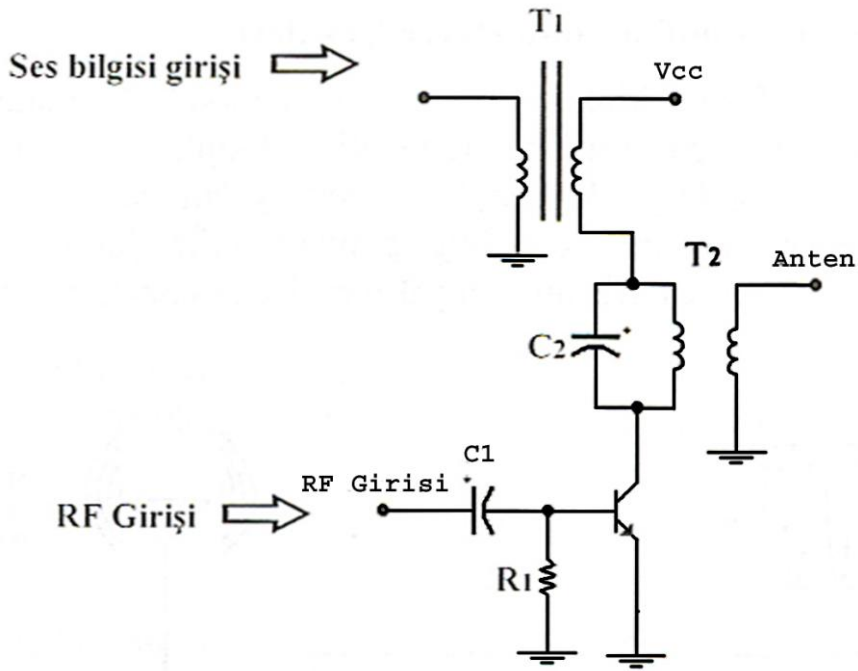 T1
Ses bilgisi girişi
Vcc
T2
Anten
C2
C1
RF Girisi
RF Girişi
R1